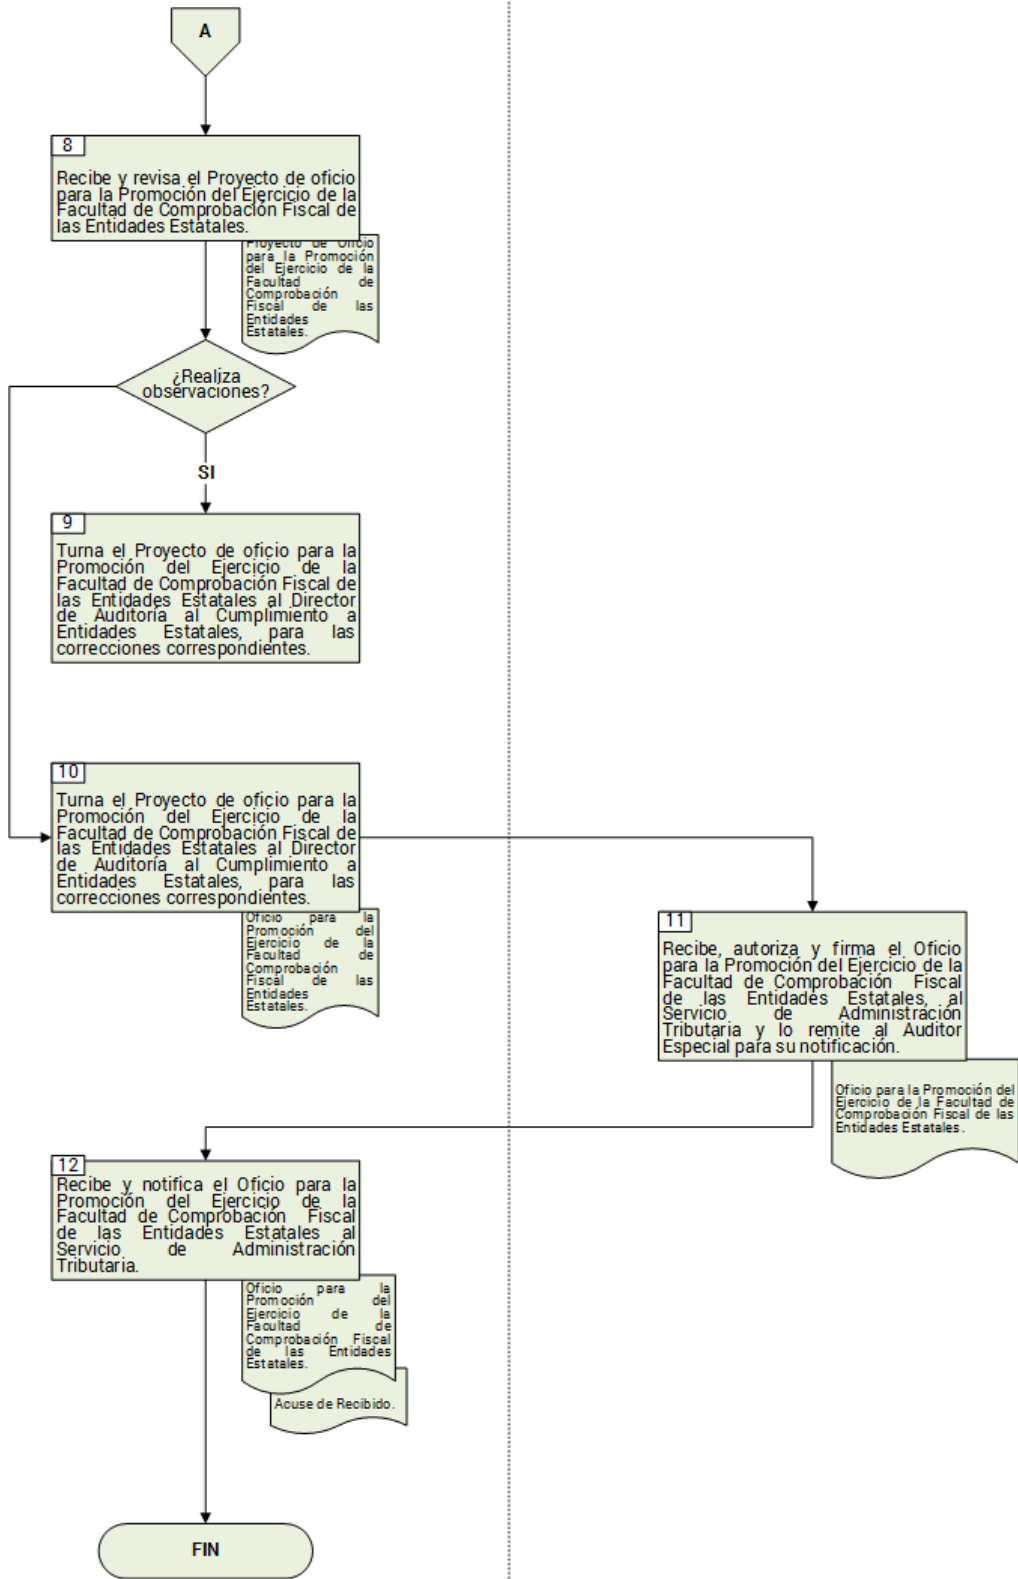 A
8
Recibe y revisa el Proyecto de oficio
para la Promoción del Ejercicio de la
Facultad de Comprobación Fiscal de
las Entidades Estatales.
Proyecto de Oficio
para la Promoción
del Ejercicio de la
Facultad de
Comprobación
Fiscal de las
Entidades
Estatales.
¿Realiza
observaciones?
SI
9
Turna el Proyecto de oficio para la
Promoción del Ejercicio de la
Facultad de Comprobación Fiscal de
las Entidades Estatales al Director
de Auditoría al Cumplimiento a
Entidades Estatales, para las
correcciones correspondientes.
10
Turna el Proyecto de oficio para la
Promoción del Ejercicio de la
Facultad de Comprobación Fiscal de
las Entidades Estatales al Director
de Auditoría al Cumplimiento a
Entidades Estatales, para las
correcciones correspondientes.
Oficio para la
Promoción del
Ejercicio de la
Facultad de
Comprobación
Fiscal de las
Entidades
Estatales.
11
Recibe, autoriza y firma el Oficio
para la Promoción del Ejercicio de la
Facultad de Comprobación Fiscal
de las Entidades Estatales, al
Servicio de Administración
Tributaria y lo remite al Auditor
Especial para su notificación.
Oficio para la Promoción del
Ejercicio de la Facultad de
Comprobación Fiscal de las
Entidades Estatales.
12
Recibe y notifica el Oficio para la
Promoción del Ejercicio de la
Facultad de Comprobación Fiscal
de las Entidades Estatales al
Servicio de Administración
Tributaria.
Oficio para la
Promoción del
Ejercicio de la
Facultad de
Comprobación Fiscal
de las Entidades
Estatales.
Acuse de Recibido.
FIN